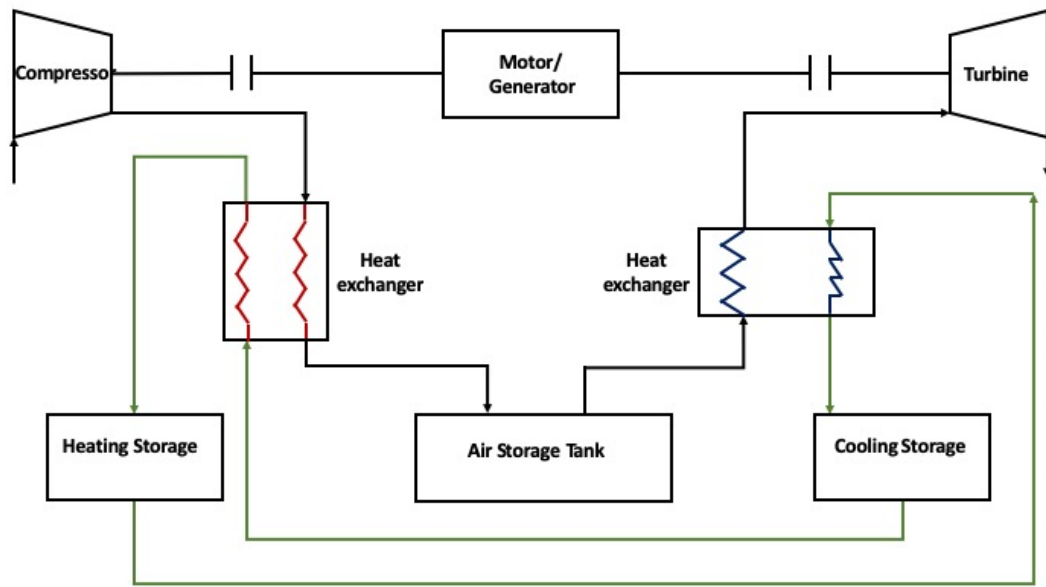 Compressor
Motor/
Generator
Turbine
Heat
exchanger
Heat
exchanger
Heating Storage
Air Storage Tank
Cooling Storage